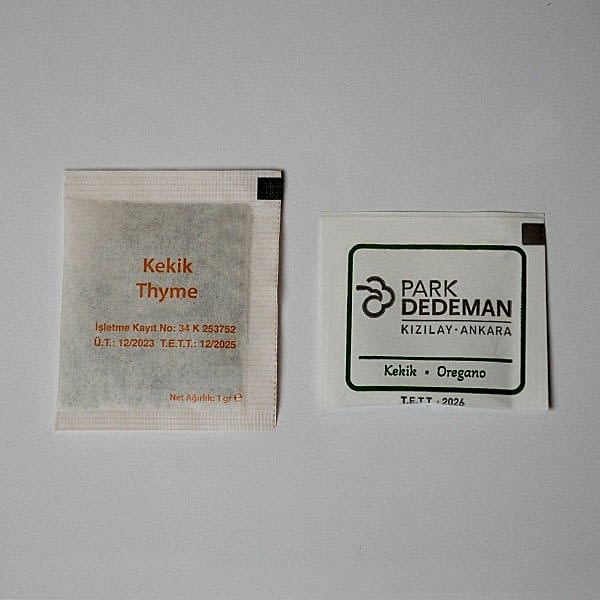 Kekik
Thyme
İşletme Kayıt No: 34 K 253752
Ü.T.: 12/2023 T.E.T.T.: 12/2025
Net Ağırlık: 1 gr ℮
PARK
DEDEMAN
KIZILAY · ANKARA
Kekik • Oregano
T.E.T.T. : 2026